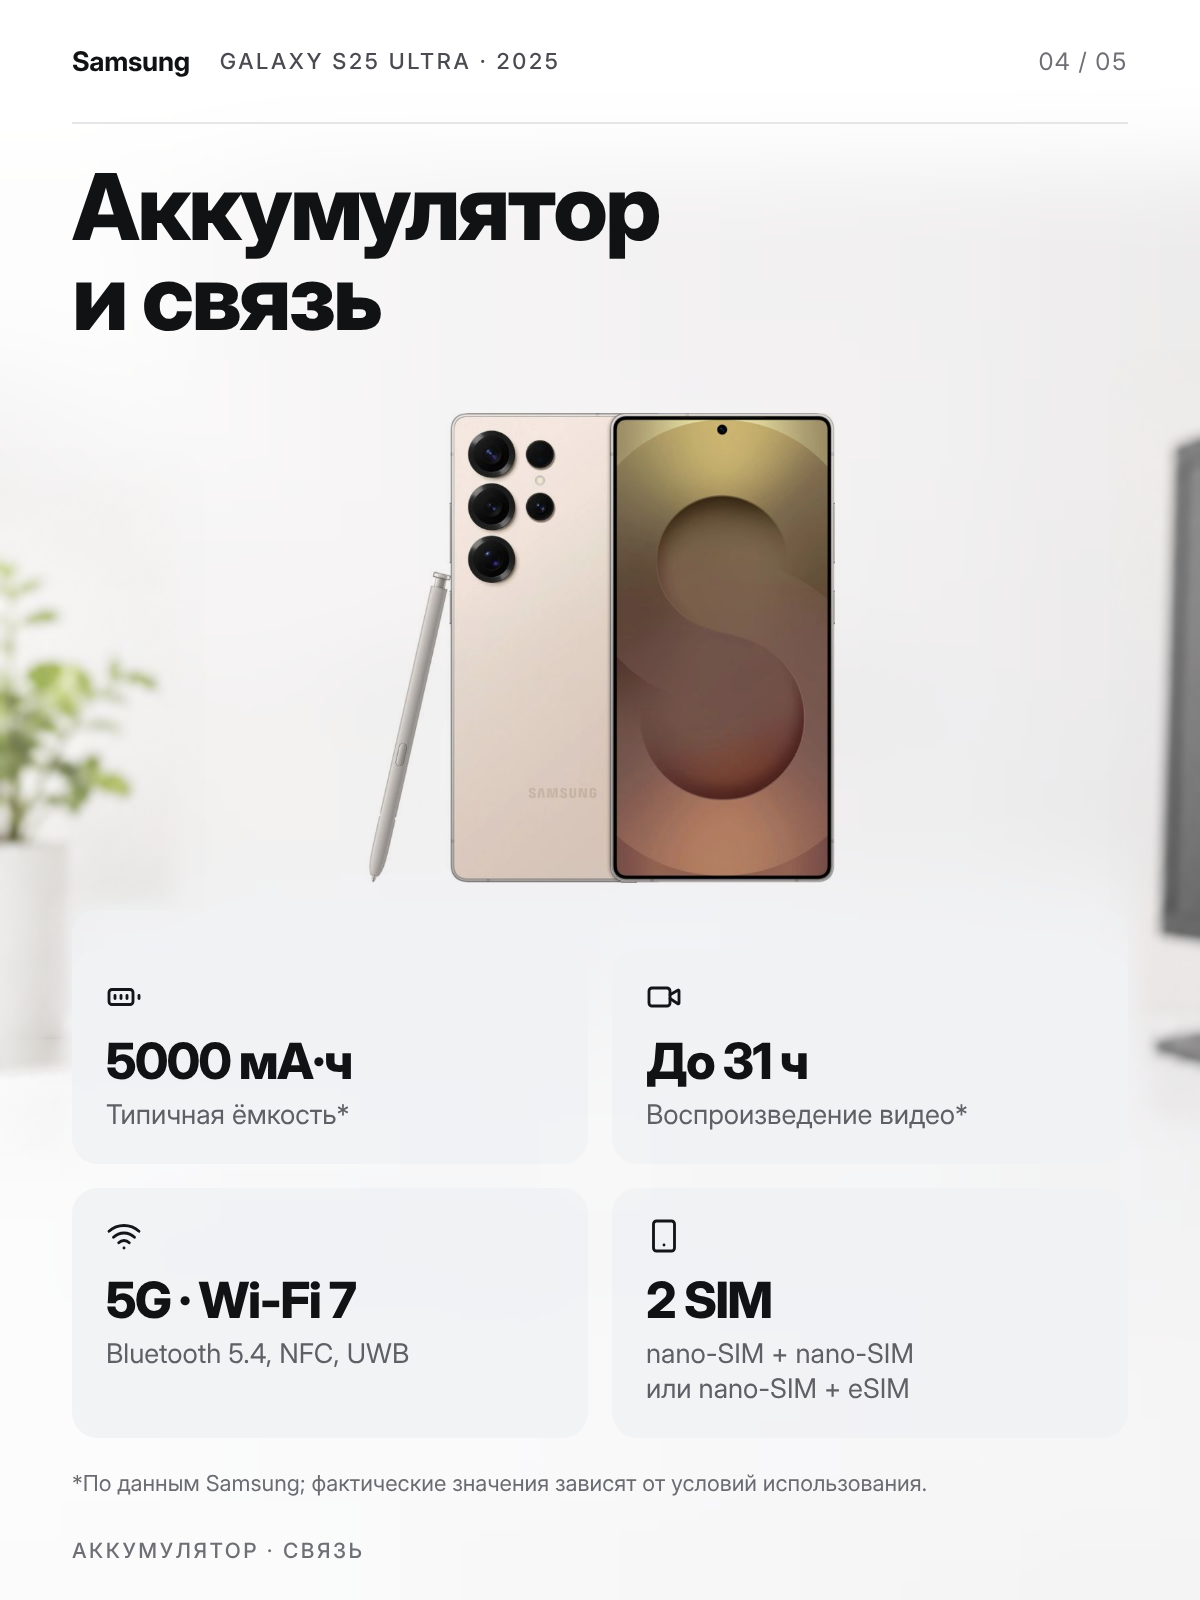 Samsung GALAXY S25 ULTRA · 2025 04 / 05
Аккумулятор
и связь
SAMSUNG
5000 мА·ч
Типичная ёмкость*
До 31 ч
Воспроизведение видео*
5G · Wi-Fi 7
Bluetooth 5.4, NFC, UWB
2 SIM
nano-SIM + nano-SIM
или nano-SIM + eSIM
*По данным Samsung; фактические значения зависят от условий использования.
АККУМУЛЯТОР · СВЯЗЬ